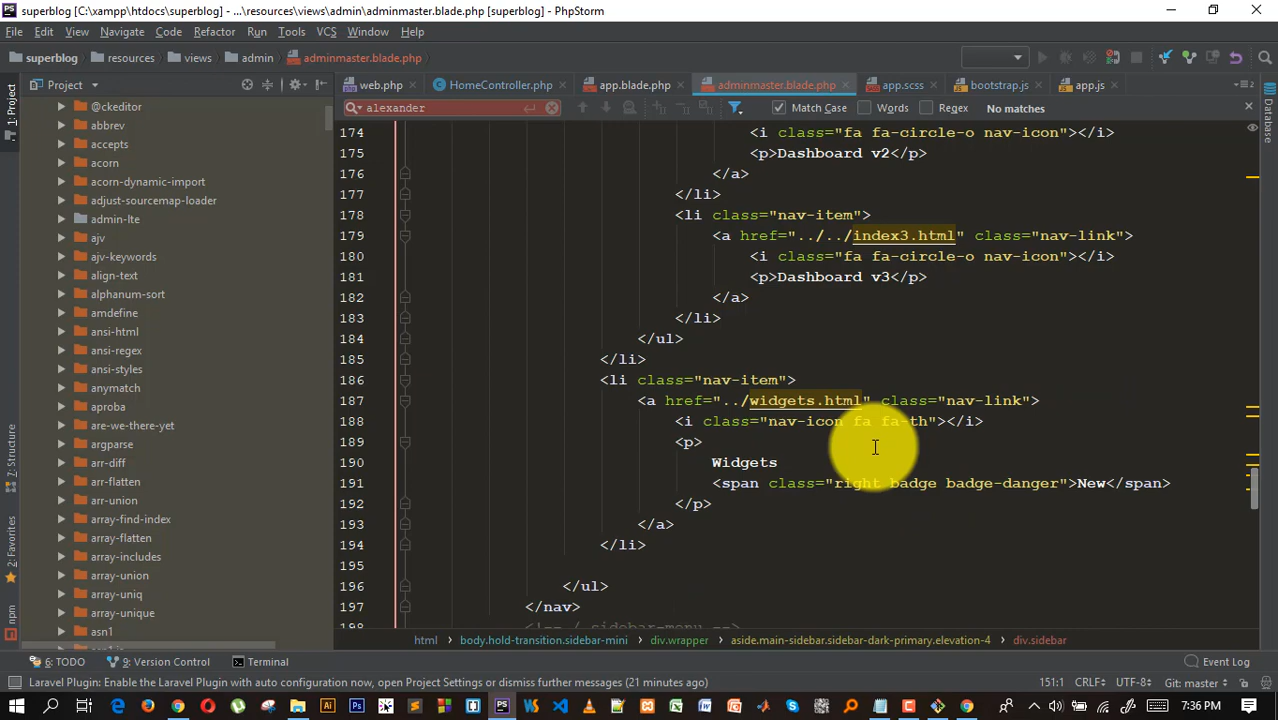 superblog [C:\xampp\htdocs\superblog] - ...\resources\views\admin\adminmaster.blade.php [superblog] - PhpStorm
File Edit View Navigate Code Refactor Run Tools VCS Window Help
superblog resources views admin adminmaster.blade.php
Project web.php HomeController.php app.blade.php adminmaster.blade.php app.scss bootstrap.js app.js
alexander Match Case Words Regex No matches
1: Project
7: Structure
2: Favorites
npm
Database
@ckeditor
abbrev
accepts
acorn
acorn-dynamic-import
adjust-sourcemap-loader
admin-lte
ajv
ajv-keywords
align-text
alphanum-sort
amdefine
ansi-html
ansi-regex
ansi-styles
anymatch
aproba
are-we-there-yet
argparse
arr-diff
arr-flatten
arr-union
array-find-index
array-flatten
array-includes
array-union
array-uniq
array-unique
asn1
174 <i class="fa fa-circle-o nav-icon"></i>
175 <p>Dashboard v2</p>
176 </a>
177 </li>
178 <li class="nav-item">
179 <a href="../../index3.html" class="nav-link">
180 <i class="fa fa-circle-o nav-icon"></i>
181 <p>Dashboard v3</p>
182 </a>
183 </li>
184 </ul>
185 </li>
186 <li class="nav-item">
187 <a href="../widgets.html" class="nav-link">
188 <i class="nav-icon fa fa-th"></i>
189 <p>
190 Widgets
191 <span class="right badge badge-danger">New</span>
192 </p>
193 </a>
194 </li>
195
196 </ul>
197 </nav>
198 <!-- /.sidebar-menu -->
html body.hold-transition.sidebar-mini div.wrapper aside.main-sidebar.sidebar-dark-primary.elevation-4 div.sidebar
6: TODO 9: Version Control Terminal Event Log
Laravel Plugin: Enable the Laravel Plugin with auto configuration now, open Project Settings or dismiss further messages (21 minutes ago) 151:1 CRLF UTF-8 Git: master
7:36 PM